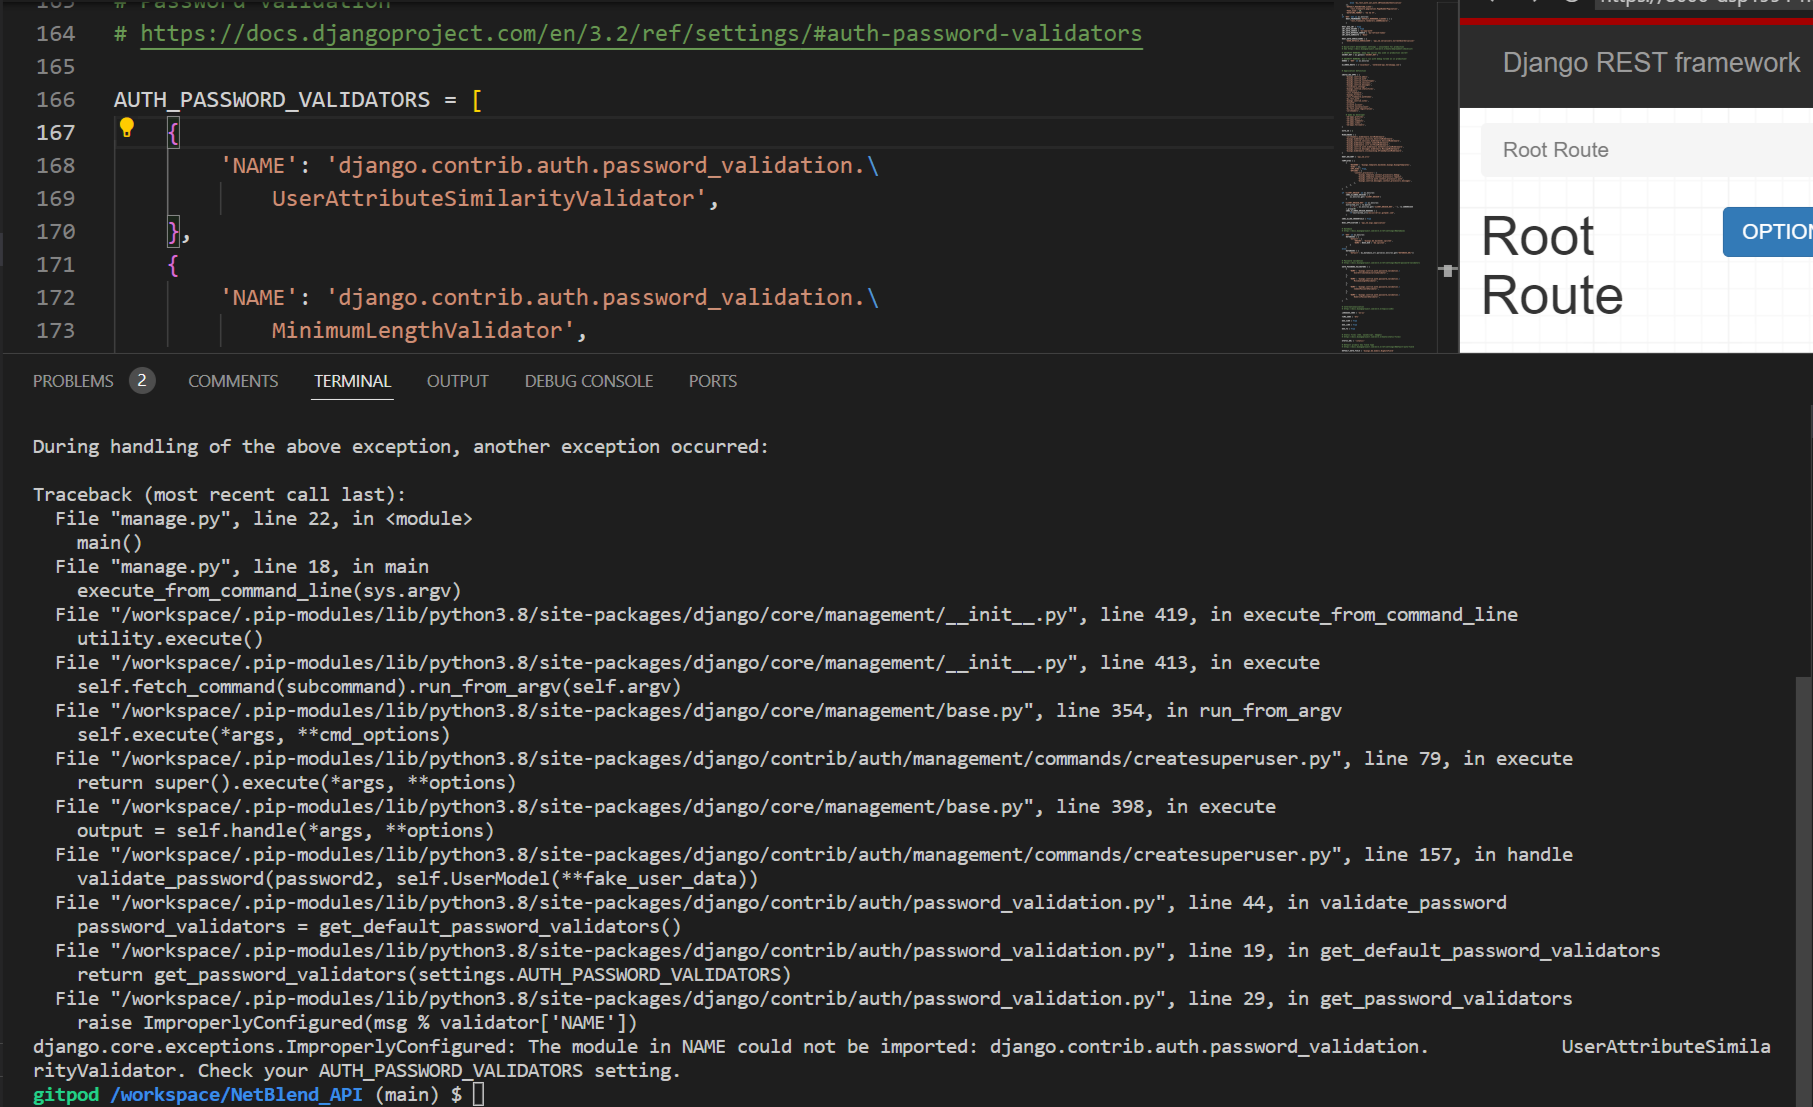 # Password validation
164 # https://docs.djangoproject.com/en/3.2/ref/settings/#auth-password-validators
165
166 AUTH_PASSWORD_VALIDATORS = [
167 {
168 'NAME': 'django.contrib.auth.password_validation.\
169 UserAttributeSimilarityValidator',
170 },
171 {
172 'NAME': 'django.contrib.auth.password_validation.\
173 MinimumLengthValidator',
Django REST framework
Root Route
Root
Route
OPTION
PROBLEMS 2 COMMENTS TERMINAL OUTPUT DEBUG CONSOLE PORTS
During handling of the above exception, another exception occurred:
Traceback (most recent call last):
File "manage.py", line 22, in <module>
main()
File "manage.py", line 18, in main
execute_from_command_line(sys.argv)
File "/workspace/.pip-modules/lib/python3.8/site-packages/django/core/management/__init__.py", line 419, in execute_from_command_line
utility.execute()
File "/workspace/.pip-modules/lib/python3.8/site-packages/django/core/management/__init__.py", line 413, in execute
self.fetch_command(subcommand).run_from_argv(self.argv)
File "/workspace/.pip-modules/lib/python3.8/site-packages/django/core/management/base.py", line 354, in run_from_argv
self.execute(*args, **cmd_options)
File "/workspace/.pip-modules/lib/python3.8/site-packages/django/contrib/auth/management/commands/createsuperuser.py", line 79, in execute
return super().execute(*args, **options)
File "/workspace/.pip-modules/lib/python3.8/site-packages/django/core/management/base.py", line 398, in execute
output = self.handle(*args, **options)
File "/workspace/.pip-modules/lib/python3.8/site-packages/django/contrib/auth/management/commands/createsuperuser.py", line 157, in handle
validate_password(password2, self.UserModel(**fake_user_data))
File "/workspace/.pip-modules/lib/python3.8/site-packages/django/contrib/auth/password_validation.py", line 44, in validate_password
password_validators = get_default_password_validators()
File "/workspace/.pip-modules/lib/python3.8/site-packages/django/contrib/auth/password_validation.py", line 19, in get_default_password_validators
return get_password_validators(settings.AUTH_PASSWORD_VALIDATORS)
File "/workspace/.pip-modules/lib/python3.8/site-packages/django/contrib/auth/password_validation.py", line 29, in get_password_validators
raise ImproperlyConfigured(msg % validator['NAME'])
django.core.exceptions.ImproperlyConfigured: The module in NAME could not be imported: django.contrib.auth.password_validation. UserAttributeSimila
rityValidator. Check your AUTH_PASSWORD_VALIDATORS setting.
gitpod /workspace/NetBlend_API (main) $